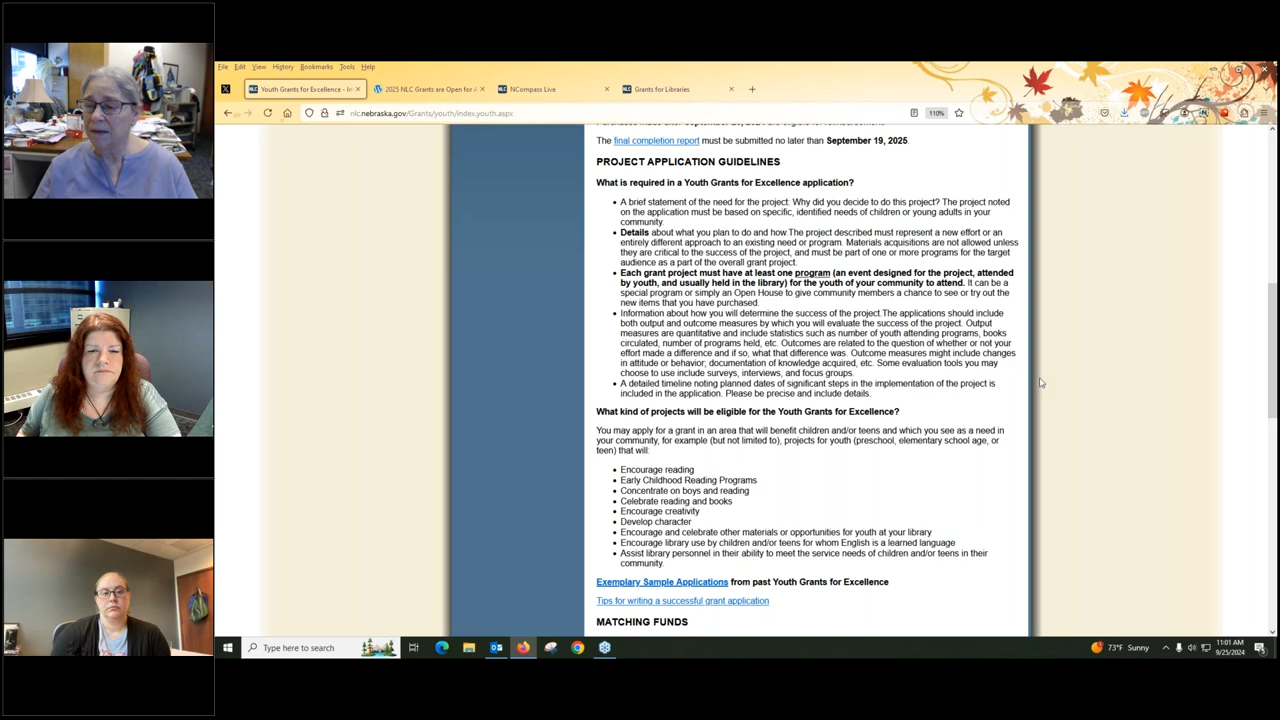 File Edit View History Bookmarks Tools Help
Youth Grants for Excellence - In
2025 NLC Grants are Open for
NCompass Live
Grants for Libraries
nlc.nebraska.gov/Grants/youth/index.youth.aspx
110%
The final completion report must be submitted no later than September 19, 2025.
PROJECT APPLICATION GUIDELINES
What is required in a Youth Grants for Excellence application?
A brief statement of the need for the project: Why did you decide to do this project? The project noted
on the application must be based on specific, identified needs of children or young adults in your
community.
Details about what you plan to do and how.The project described must represent a new effort or an
entirely different approach to an existing need or program. Materials acquisitions are not allowed unless
they are critical to the success of the project, and must be part of one or more programs for the target
audience as a part of the overall grant project.
Each grant project must have at least one program (an event designed for the project, attended
by youth, and usually held in the library) for the youth of your community to attend. It can be a
special program or simply an Open House to give community members a chance to see or try out the
new items that you have purchased.
Information about how you will determine the success of the project.The applications should include
both output and outcome measures by which you will evaluate the success of the project. Output
measures are quantitative and include statistics such as number of youth attending programs, books
circulated, number of programs held, etc. Outcomes are related to the question of whether or not your
effort made a difference and if so, what that difference was. Outcome measures might include changes
in attitude or behavior, documentation of knowledge acquired, etc. Some evaluation tools you may
choose to use include surveys, interviews, and focus groups.
A detailed timeline noting planned dates of significant steps in the implementation of the project is
included in the application. Please be precise and include details.
What kind of projects will be eligible for the Youth Grants for Excellence?
You may apply for a grant in an area that will benefit children and/or teens and which you see as a need in
your community, for example (but not limited to), projects for youth (preschool, elementary school age, or
teen) that will:
Encourage reading
Early Childhood Reading Programs
Concentrate on boys and reading
Celebrate reading and books
Encourage creativity
Develop character
Encourage and celebrate other materials or opportunities for youth at your library
Encourage library use by children and/or teens for whom English is a learned language
Assist library personnel in their ability to meet the service needs of children and/or teens in their
community.
Exemplary Sample Applications from past Youth Grants for Excellence
Tips for writing a successful grant application
MATCHING FUNDS
Type here to search
73°F Sunny
11:01 AM
9/25/2024